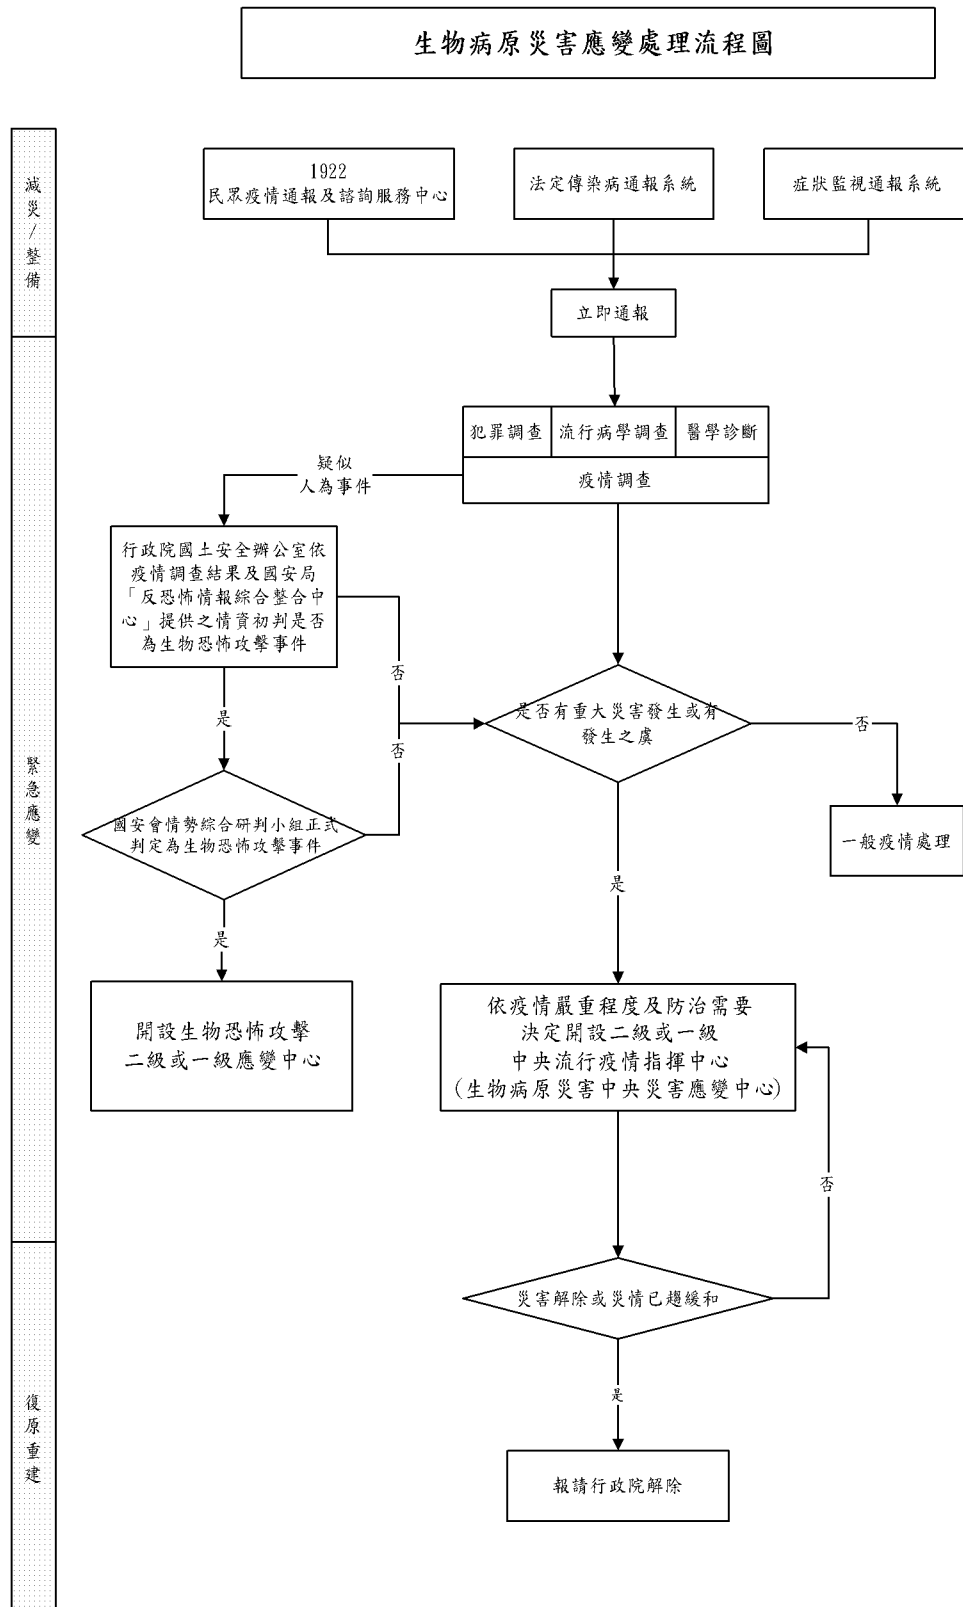 生物病原災害應變處理流程圖
減災/整備
1922
民眾疫情通報及諮詢服務中心
法定傳染病通報系統
症狀監視通報系統
立即通報
緊急應變
犯罪調查
流行病學調查
醫學診斷
疫情調查
疑似
人為事件
行政院國土安全辦公室依
疫情調查結果及國安局
「反恐怖情報綜合整合中
心」提供之情資初判是否
為生物恐怖攻擊事件
否
是
是否有重大災害發生或有
發生之虞
否
否
國安會情勢綜合研判小組正式
判定為生物恐怖攻擊事件
一般疫情處理
是
是
開設生物恐怖攻擊
二級或一級應變中心
依疫情嚴重程度及防治需要
決定開設二級或一級
中央流行疫情指揮中心
(生物病原災害中央災害應變中心)
否
災害解除或災情已趨緩和
復原重建
是
報請行政院解除